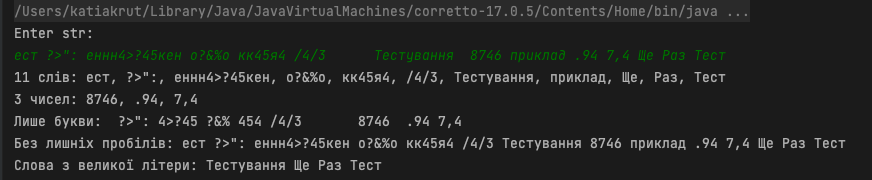 /Users/katiakrut/Library/Java/JavaVirtualMachines/corretto-17.0.5/Contents/Home/bin/java ...
Enter str:
ест ?>": еннн4>?45кен о?&%о кк45я4 /4/3      Тестування  8746 приклад .94 7,4 Ще Раз Тест
11 слів: ест, ?>":, еннн4>?45кен, о?&%о, кк45я4, /4/3, Тестування, приклад, Ще, Раз, Тест
3 чисел: 8746, .94, 7,4
Лише букви:  ?>": 4>?45 ?&% 454 /4/3       8746  .94 7,4
Без лишніх пробілів: ест ?>": еннн4>?45кен о?&%о кк45я4 /4/3 Тестування 8746 приклад .94 7,4 Ще Раз Тест
Слова з великої літери: Тестування Ще Раз Тест